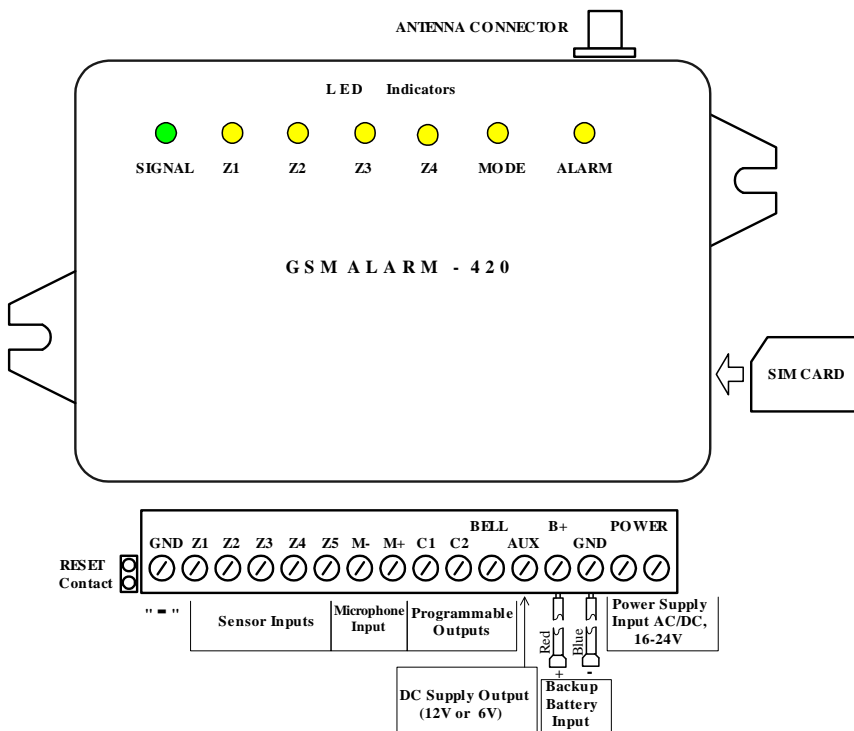 ANTENNA CONNECTOR
LED Indicators
SIGNAL Z1 Z2 Z3 Z4 MODE ALARM
GSM ALARM - 420
SIM CARD
BELL B+ POWER
GND Z1 Z2 Z3 Z4 Z5 M- M+ C1 C2 AUX GND
RESET
Contact
"-"
Sensor Inputs
Microphone
Input
Programmable
Outputs
Power Supply
Input AC/DC,
16-24V
Red
Blue
+ -
DC Supply Output
(12V or 6V)
Backup
Battery
Input